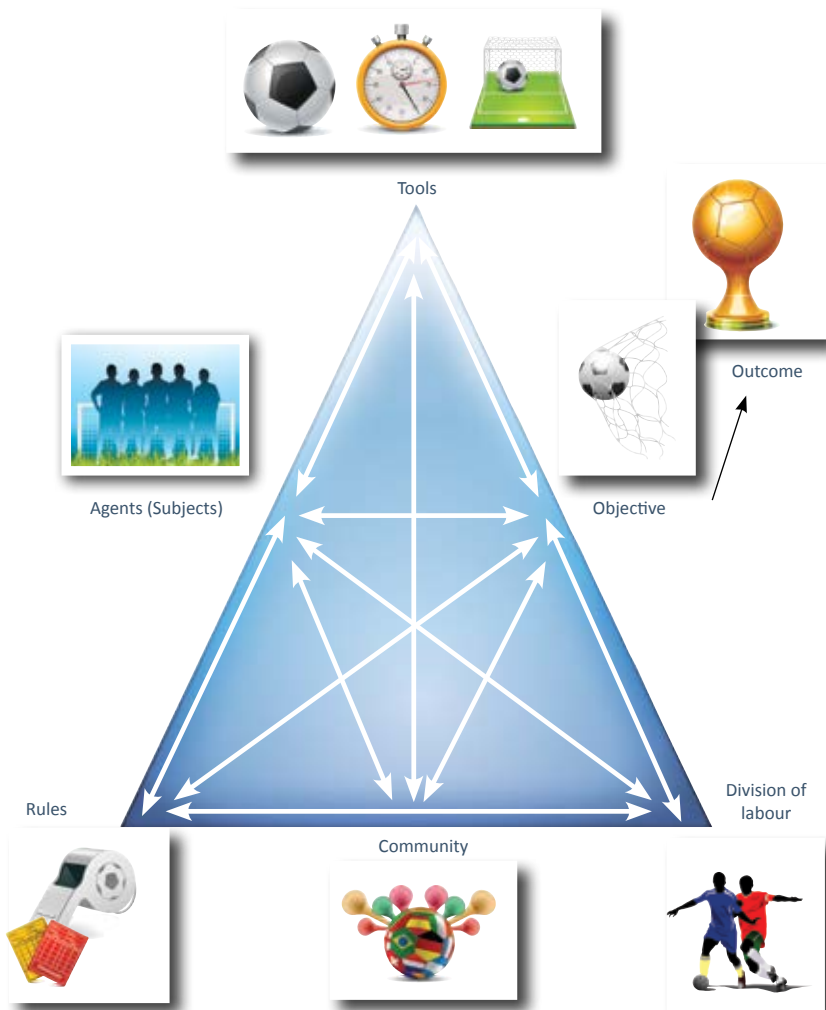 Tools
Outcome
Agents (Subjects)
Objective
Rules
Division of
labour
Community